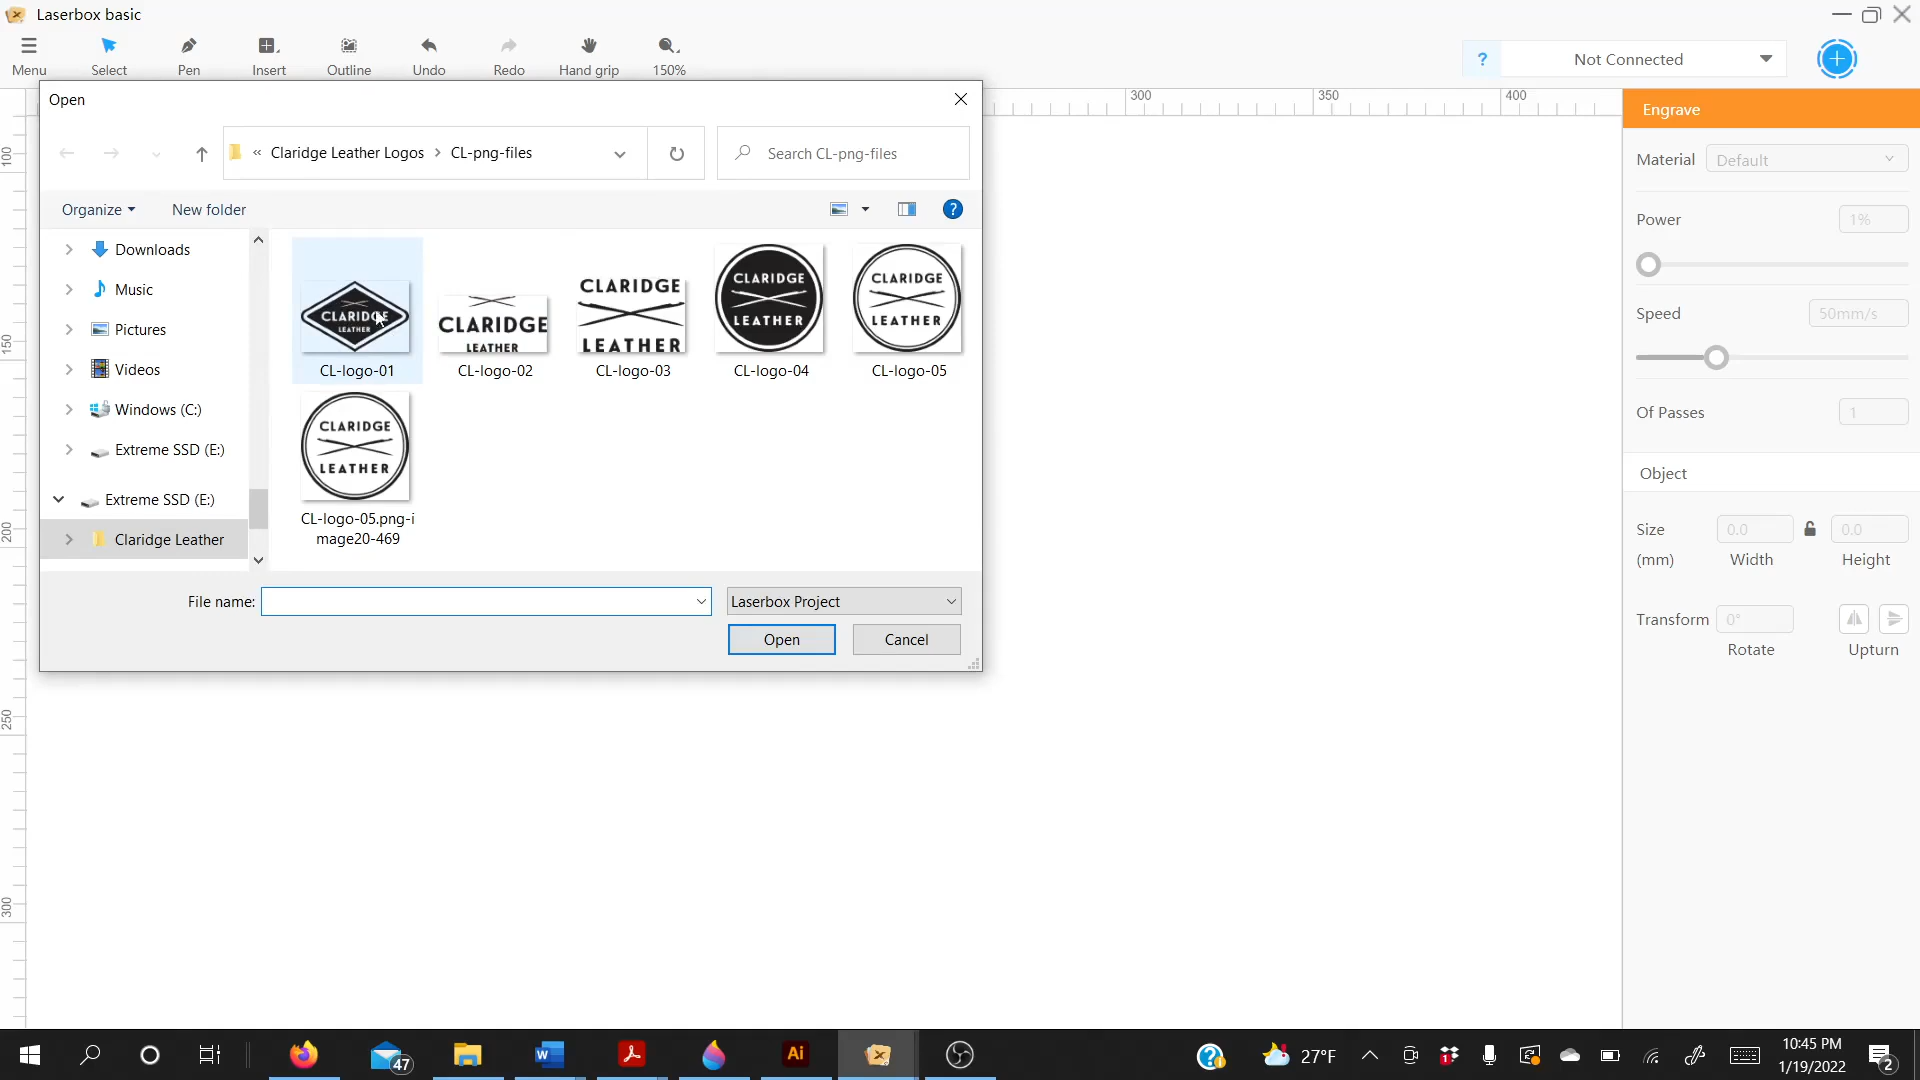 Laserbox basic
Menu
Select
Pen
Insert
Outline
Undo
Redo
Hand grip
150%
?
Not Connected
Open
« Claridge Leather Logos > CL-png-files
Search CL-png-files
Organize
New folder
?
Downloads
Music
Pictures
Videos
Windows (C:)
Extreme SSD (E:)
Extreme SSD (E:)
Claridge Leather
CLARIDGE
LEATHER
CL-logo-01
CLARIDGE
LEATHER
CL-logo-02
CLARIDGE
LEATHER
CL-logo-03
CLARIDGE
LEATHER
CL-logo-04
CLARIDGE
LEATHER
CL-logo-05
CLARIDGE
LEATHER
CL-logo-05.png-i
mage20-469
File name:
Laserbox Project
Open
Cancel
300
350
400
100
150
200
250
300
Engrave
Material
Default
Power
1%
Speed
50mm/s
Of Passes
1
Object
Size
0.0
0.0
(mm)
Width
Height
Transform
0°
Rotate
Upturn
47
W
Ai
?
27°F
1
10:45 PM
1/19/2022
2